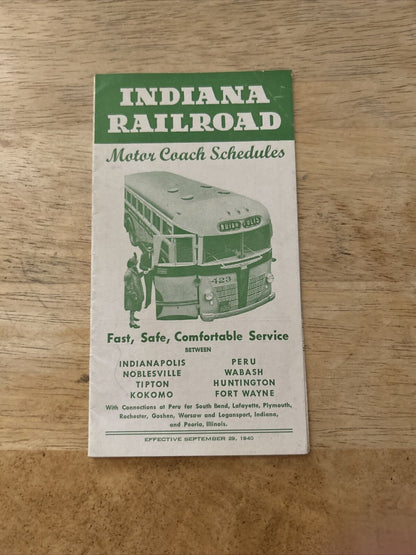 INDIANA
RAILROAD
Motor Coach Schedules
INDIANAPOLIS
423
Fast, Safe, Comfortable Service
BETWEEN
INDIANAPOLIS PERU
NOBLESVILLE WABASH
TIPTON HUNTINGTON
KOKOMO FORT WAYNE
With Connections at Peru for South Bend, Lafayette, Plymouth,
Rochester, Goshen, Warsaw and Logansport, Indiana,
and Peoria, Illinois.
EFFECTIVE SEPTEMBER 29, 1940